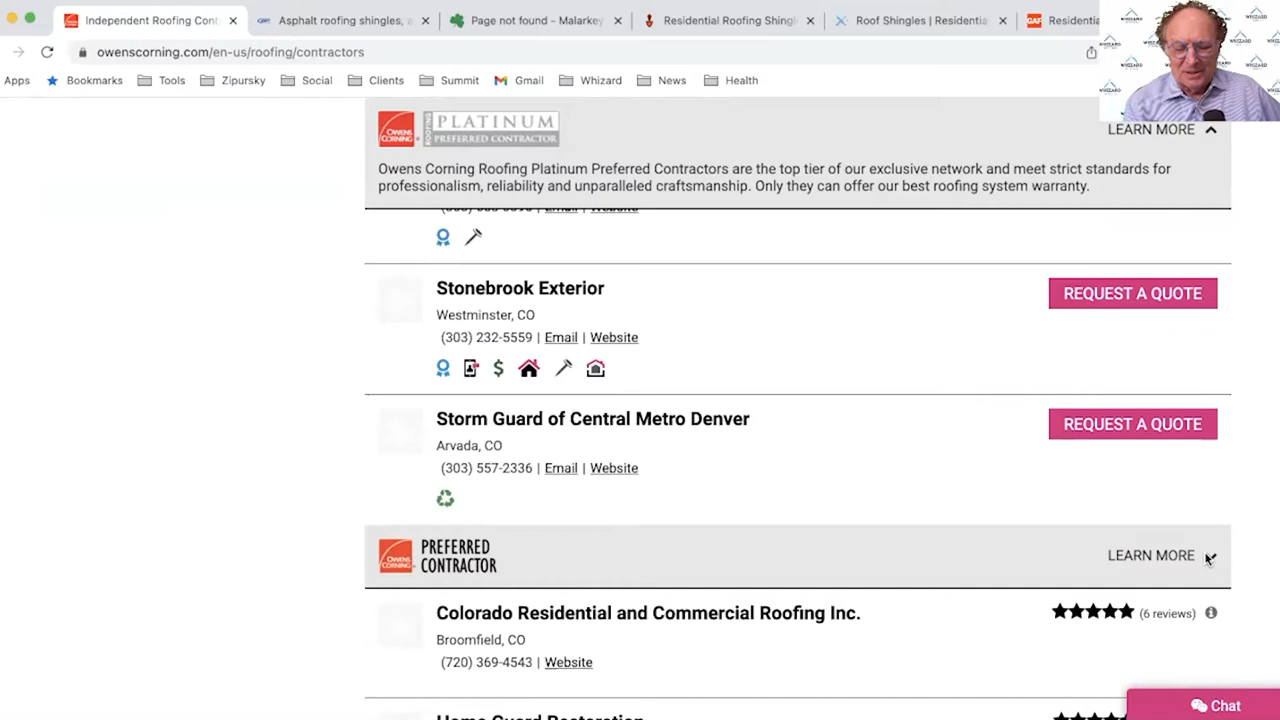 Independent Roofing Cont
Asphalt roofing shingles, a
Page not found - Malarkey
Residential Roofing Shingl
Roof Shingles | Residential
GAF
Residentia
owenscorning.com/en-us/roofing/contractors
Apps
Bookmarks
Tools
Zipursky
Social
Clients
Summit
Gmail
Whizard
News
Health
OWENS CORNING
ROOFING
PLATINUM
PREFERRED CONTRACTOR
LEARN MORE
Owens Corning Roofing Platinum Preferred Contractors are the top tier of our exclusive network and meet strict standards for
professionalism, reliability and unparalleled craftsmanship. Only they can offer our best roofing system warranty.
Stonebrook Exterior
REQUEST A QUOTE
Westminster, CO
(303) 232-5559 | Email | Website
Storm Guard of Central Metro Denver
REQUEST A QUOTE
Arvada, CO
(303) 557-2336 | Email | Website
OWENS CORNING
PREFERRED
CONTRACTOR
LEARN MORE
Colorado Residential and Commercial Roofing Inc.
(6 reviews)
Broomfield, CO
(720) 369-4543 | Website
Home Guard Restoration
Chat